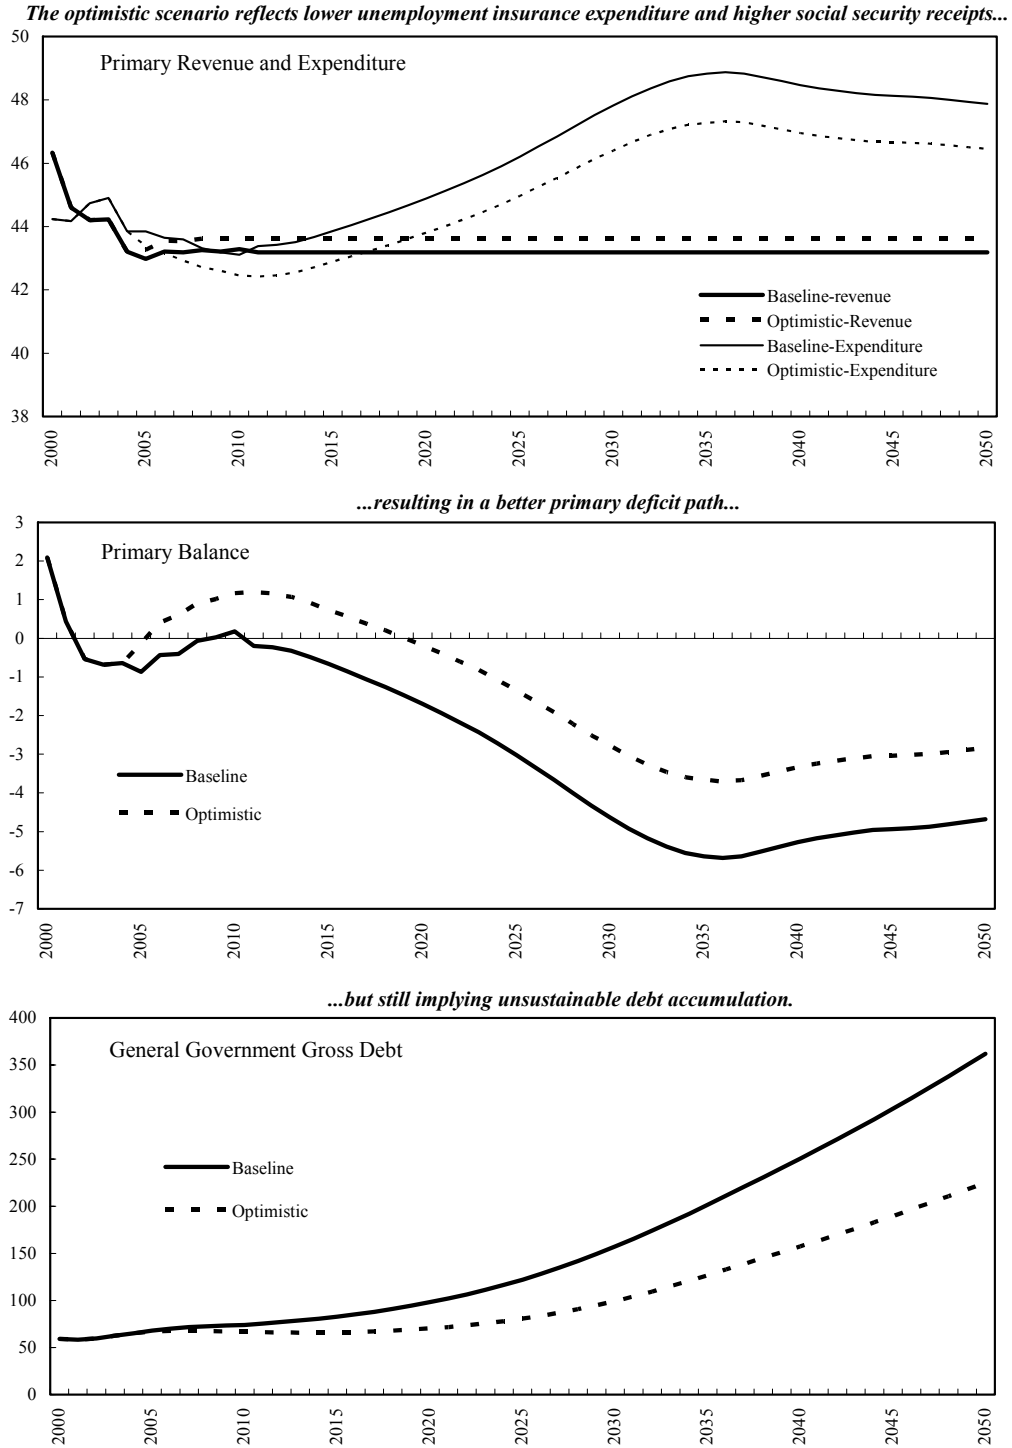 The optimistic scenario reflects lower unemployment insurance expenditure and higher social security receipts...
50
Primary Revenue and Expenditure
48
46
44
42
Baseline-revenue
Optimistic-Revenue
40
Baseline-Expenditure
Optimistic-Expenditure
38
2000 2005 2010 2015 2020 2025 2030 2035 2040 2045 2050
...resulting in a better primary deficit path...
3
Primary Balance
2
1
0
-1
-2
-3
Baseline
-4
Optimistic
-5
-6
-7
2000 2005 2010 2015 2020 2025 2030 2035 2040 2045 2050
...but still implying unsustainable debt accumulation.
400
General Government Gross Debt
350
300
250
Baseline
200
Optimistic
150
100
50
0
2000 2005 2010 2015 2020 2025 2030 2035 2040 2045 2050